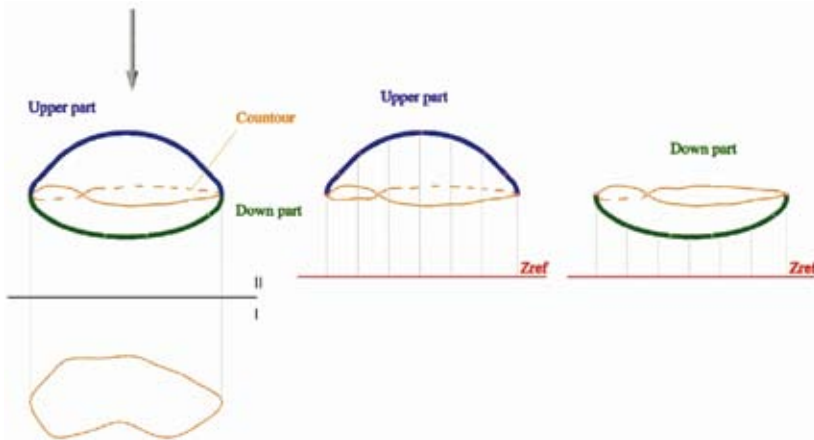 Upper part
Countour
Down part
II
I
Upper part
Zref
Down part
Zref